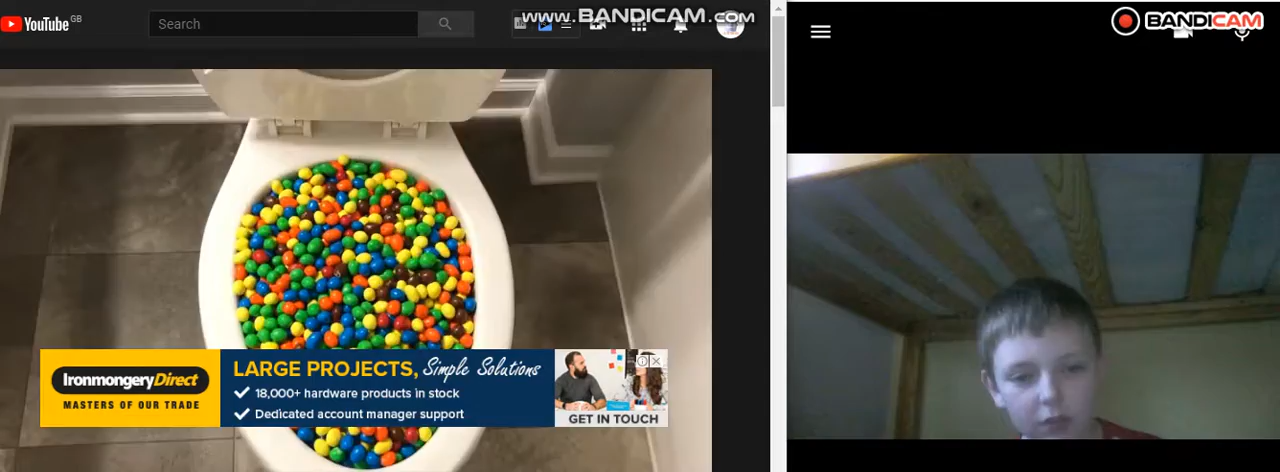 YouTube GB
Search
www.BANDICAM.com
BANDICAM
IronmongeryDirect
MASTERS OF OUR TRADE
LARGE PROJECTS, Simple Solutions
18,000+ hardware products in stock
Dedicated account manager support
GET IN TOUCH